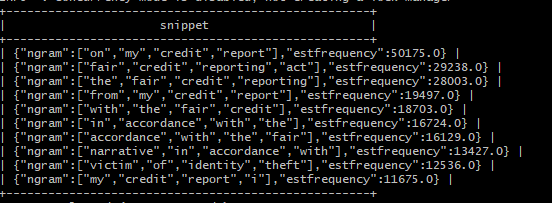 +--------------------------------------------------+
| snippet |
+--------------------------------------------------+
| {"ngram":["on","my","credit","report"],"estfrequency":50175.0} |
| {"ngram":["fair","credit","reporting","act"],"estfrequency":29238.0} |
| {"ngram":["the","fair","credit","reporting"],"estfrequency":28003.0} |
| {"ngram":["from","my","credit","report"],"estfrequency":19497.0} |
| {"ngram":["with","the","fair","credit"],"estfrequency":18703.0} |
| {"ngram":["in","accordance","with","the"],"estfrequency":16724.0} |
| {"ngram":["accordance","with","the","fair"],"estfrequency":16129.0} |
| {"ngram":["narrative","in","accordance","with"],"estfrequency":13427.0} |
| {"ngram":["victim","of","identity","theft"],"estfrequency":12536.0} |
| {"ngram":["my","credit","report","i"],"estfrequency":11675.0} |
+--------------------------------------------------+